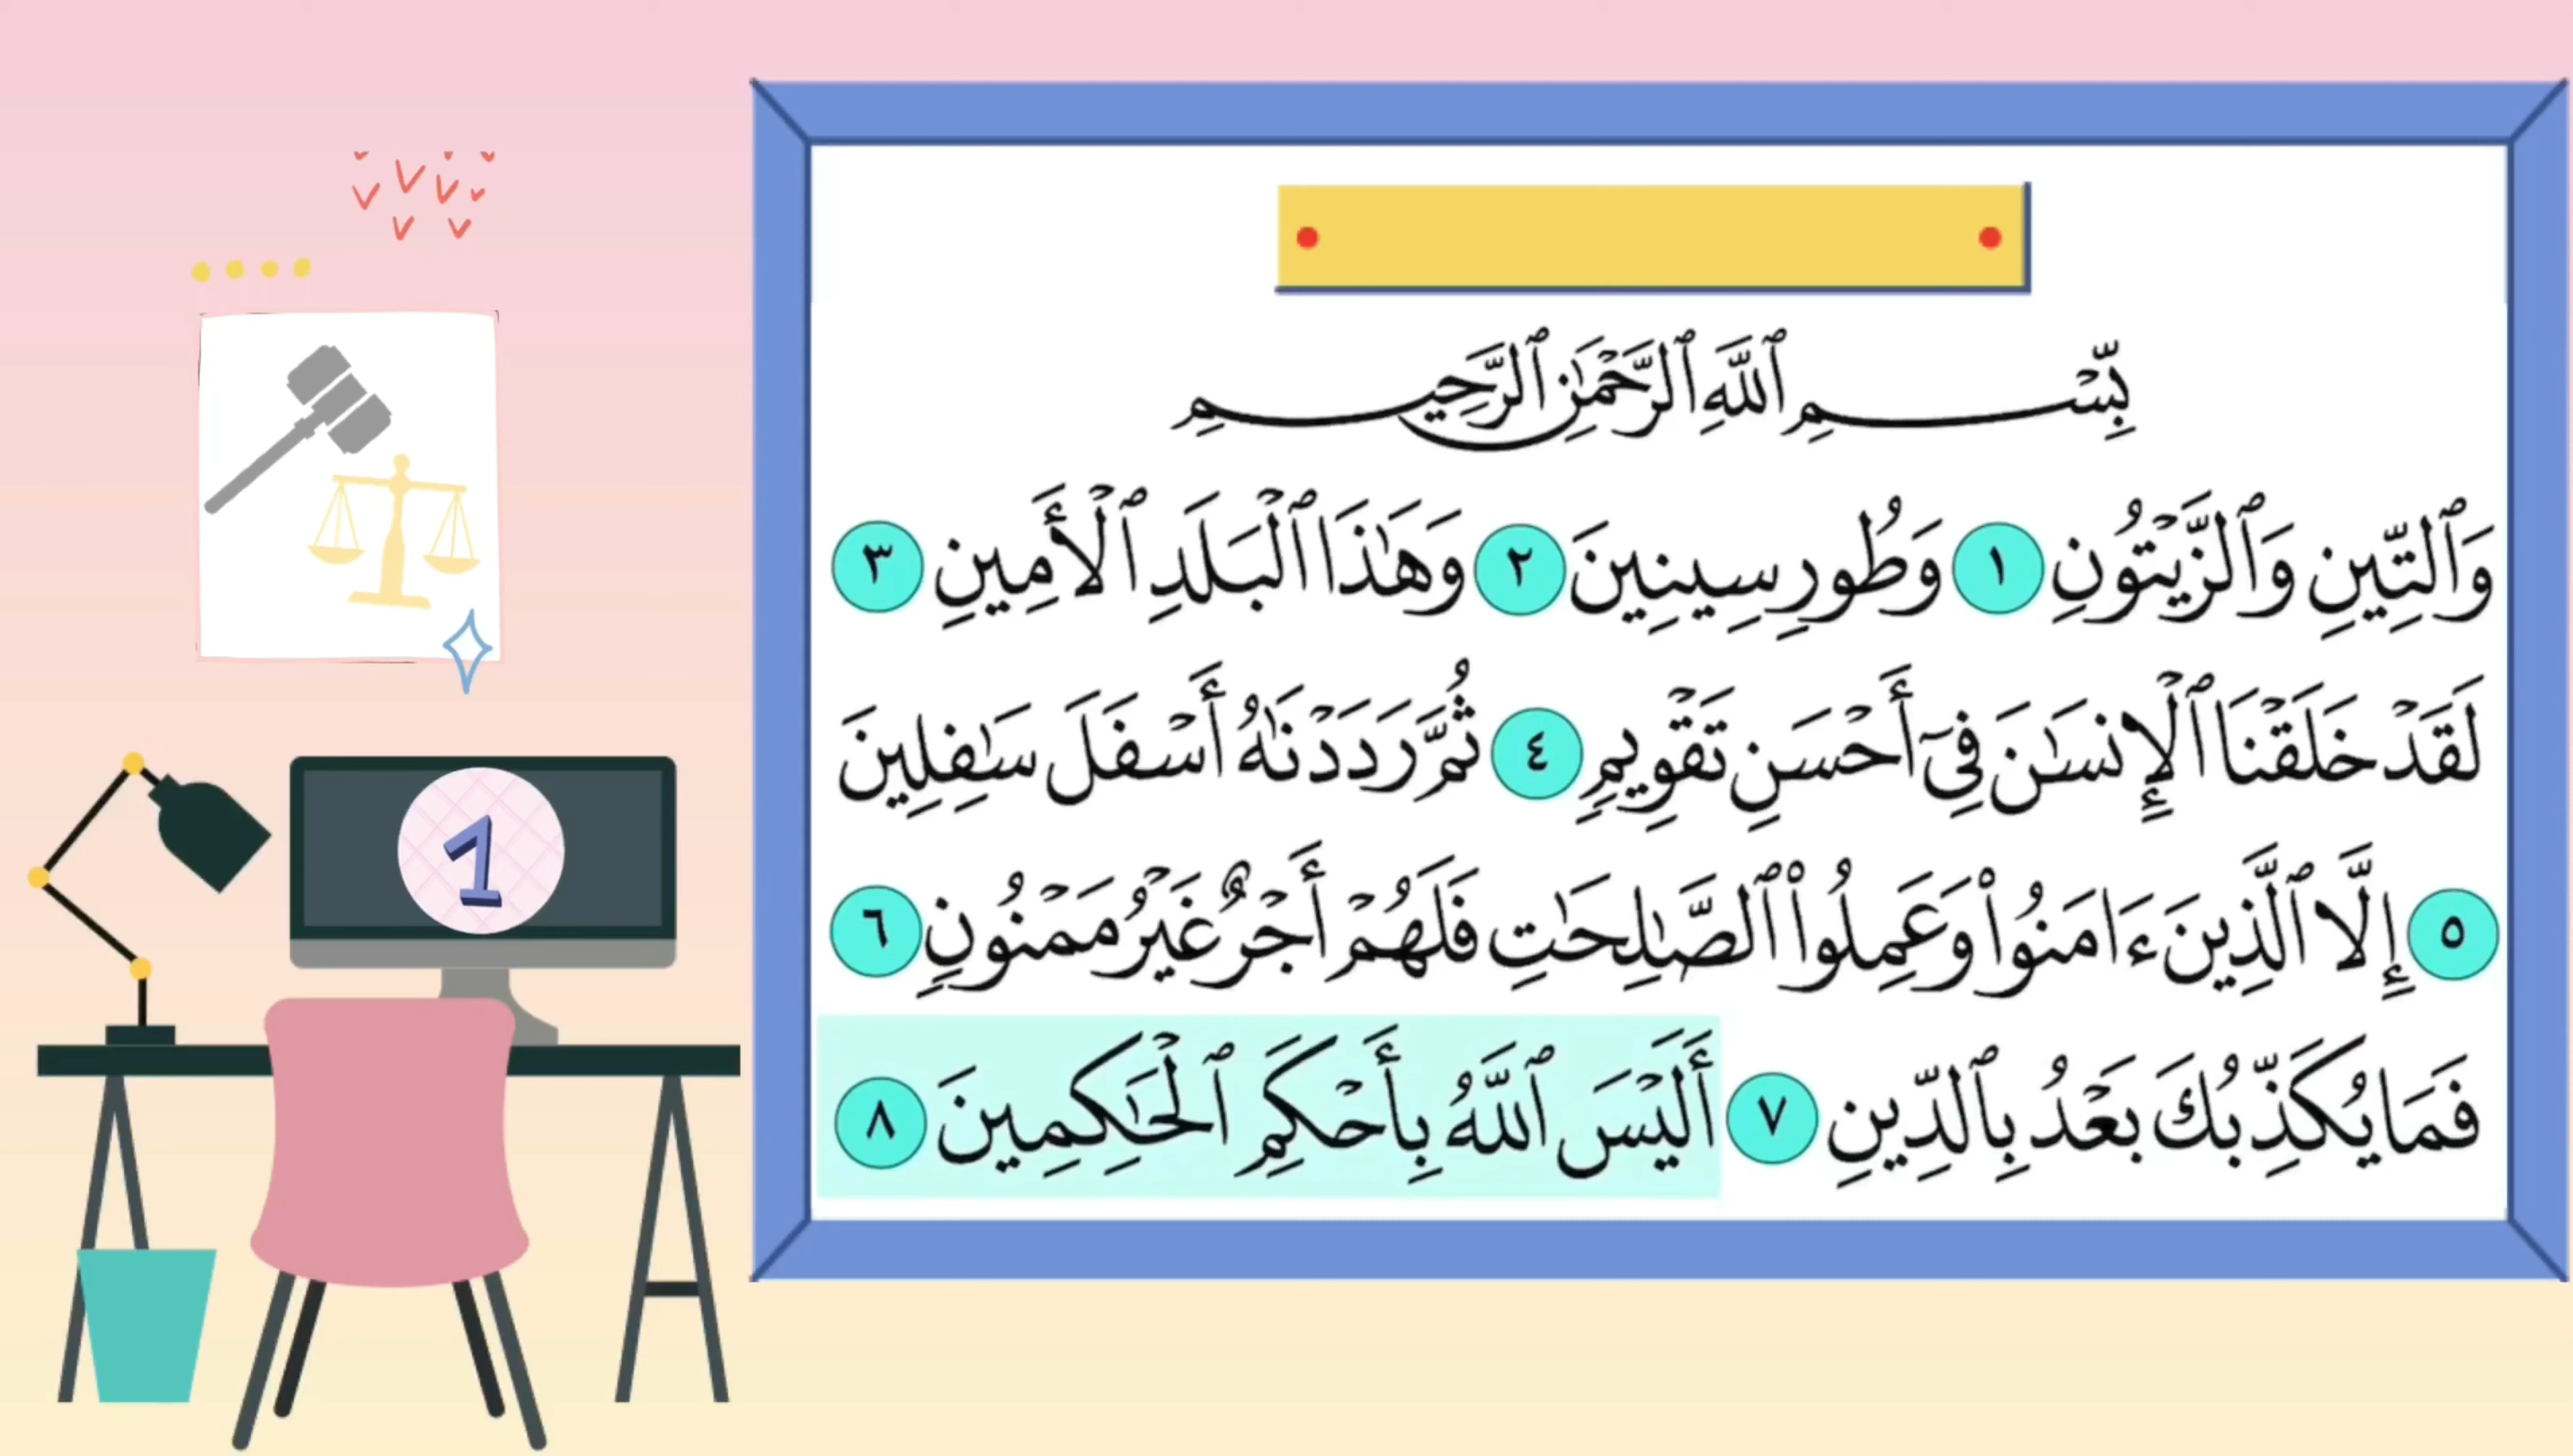 بِّسۡمِ ٱللَّهِ ٱلرَّحۡمَٰنِ ٱلرَّحِيمِ
وَٱلتِّينِ وَٱلزَّيۡتُونِ ١ وَطُورِ سِينِينَ ٢ وَهَٰذَا ٱلۡبَلَدِ ٱلۡأَمِينِ ٣
لَقَدۡ خَلَقۡنَا ٱلۡإِنسَٰنَ فِيٓ أَحۡسَنِ تَقۡوِيمٖ ٤ ثُمَّ رَدَدۡنَٰهُ أَسۡفَلَ سَٰفِلِينَ
٥ إِلَّا ٱلَّذِينَ ءَامَنُواْ وَعَمِلُواْ ٱلصَّٰلِحَٰتِ فَلَهُمۡ أَجۡرٌ غَيۡرُ مَمۡنُونٖ ٦
فَمَا يُكَذِّبُكَ بَعۡدُ بِٱلدِّينِ ٧ أَلَيۡسَ ٱللَّهُ بِأَحۡكَمِ ٱلۡحَٰكِمِينَ ٨
1